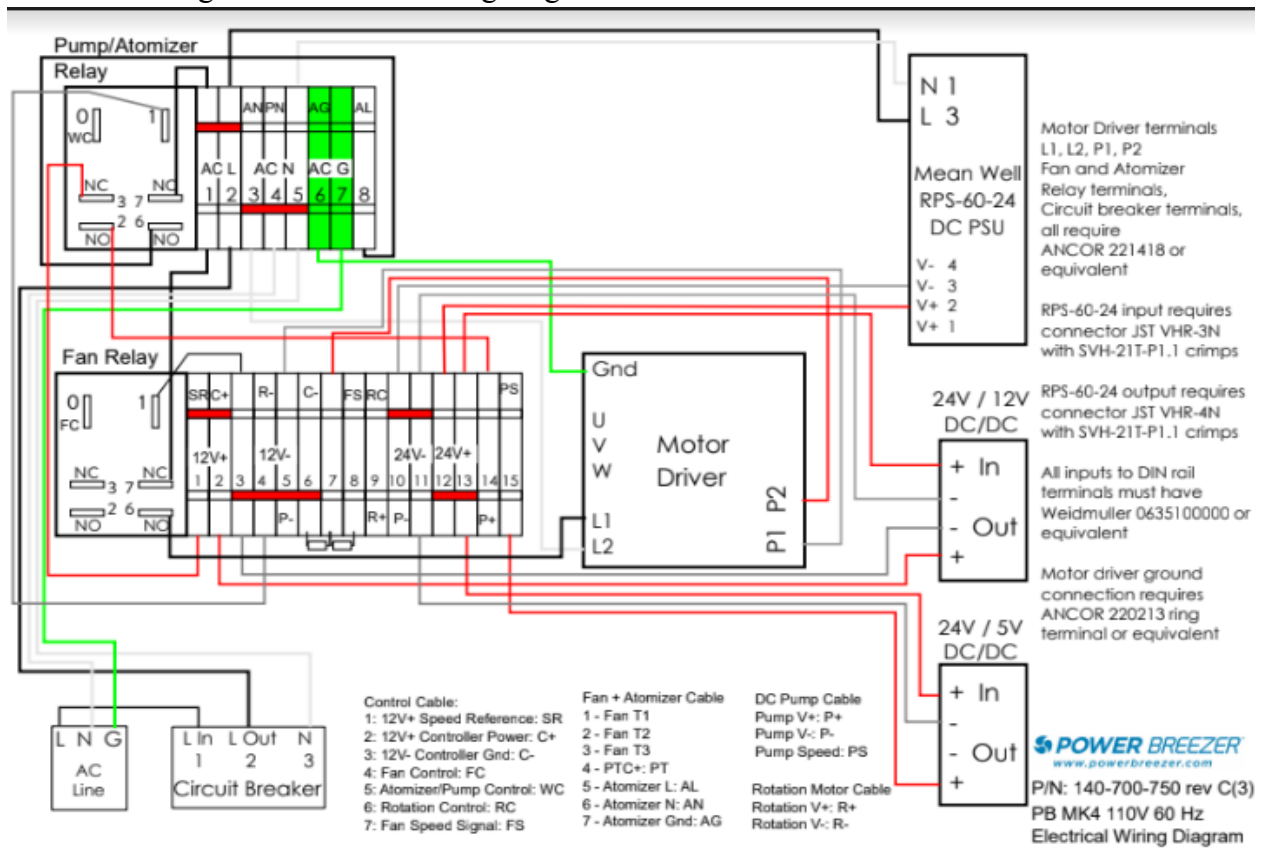 Pump/Atomizer
Relay
0
WC
1
NC
3 7
NC
2 6
NO
NO
AN
PN
AG
AL
AC L
AC N
AC G
1 2 3 4 5 6 7 8
N 1
L 3
Mean Well
RPS-60-24
DC PSU
V- 4
V- 3
V+ 2
V+ 1
Motor Driver terminals
L1, L2, P1, P2
Fan and Atomizer
Relay terminals,
Circuit breaker terminals,
all require
ANCOR 221418 or
equivalent
RPS-60-24 input requires
connector JST VHR-3N
with SVH-21T-P1.1 crimps
RPS-60-24 output requires
connector JST VHR-4N
with SVH-21T-P1.1 crimps
All inputs to DIN rail
terminals must have
Weidmuller 0635100000 or
equivalent
Motor driver ground
connection requires
ANCOR 220213 ring
terminal or equivalent
Fan Relay
0
FC
1
NC
3 7
NC
2 6
NO
NO
SR
C+
R-
C-
FS
RC
PS
12V+
12V-
24V-
24V+
1 2 3 4 5 6 7 8 9 10 11 12 13 14 15
P-
R+
P-
P+
Gnd
U
V
W
L1
L2
Motor
Driver
P2
P1
24V / 12V
DC/DC
+ In
-
- Out
+
24V / 5V
DC/DC
+ In
-
- Out
+
L N G
AC
Line
L In L Out N
1 2 3
Circuit Breaker
Control Cable:
1: 12V+ Speed Reference: SR
2: 12V+ Controller Power: C+
3: 12V- Controller Gnd: C-
4: Fan Control: FC
5: Atomizer/Pump Control: WC
6: Rotation Control: RC
7: Fan Speed Signal: FS
Fan + Atomizer Cable
1 - Fan T1
2 - Fan T2
3 - Fan T3
4 - PTC+: PT
5 - Atomizer L: AL
6 - Atomizer N: AN
7 - Atomizer Gnd: AG
DC Pump Cable
Pump V+: P+
Pump V-: P-
Pump Speed: PS
Rotation Motor Cable
Rotation V+: R+
Rotation V-: R-
POWER BREEZER
www.powerbreezer.com
P/N: 140-700-750 rev C(3)
PB MK4 110V 60 Hz
Electrical Wiring Diagram